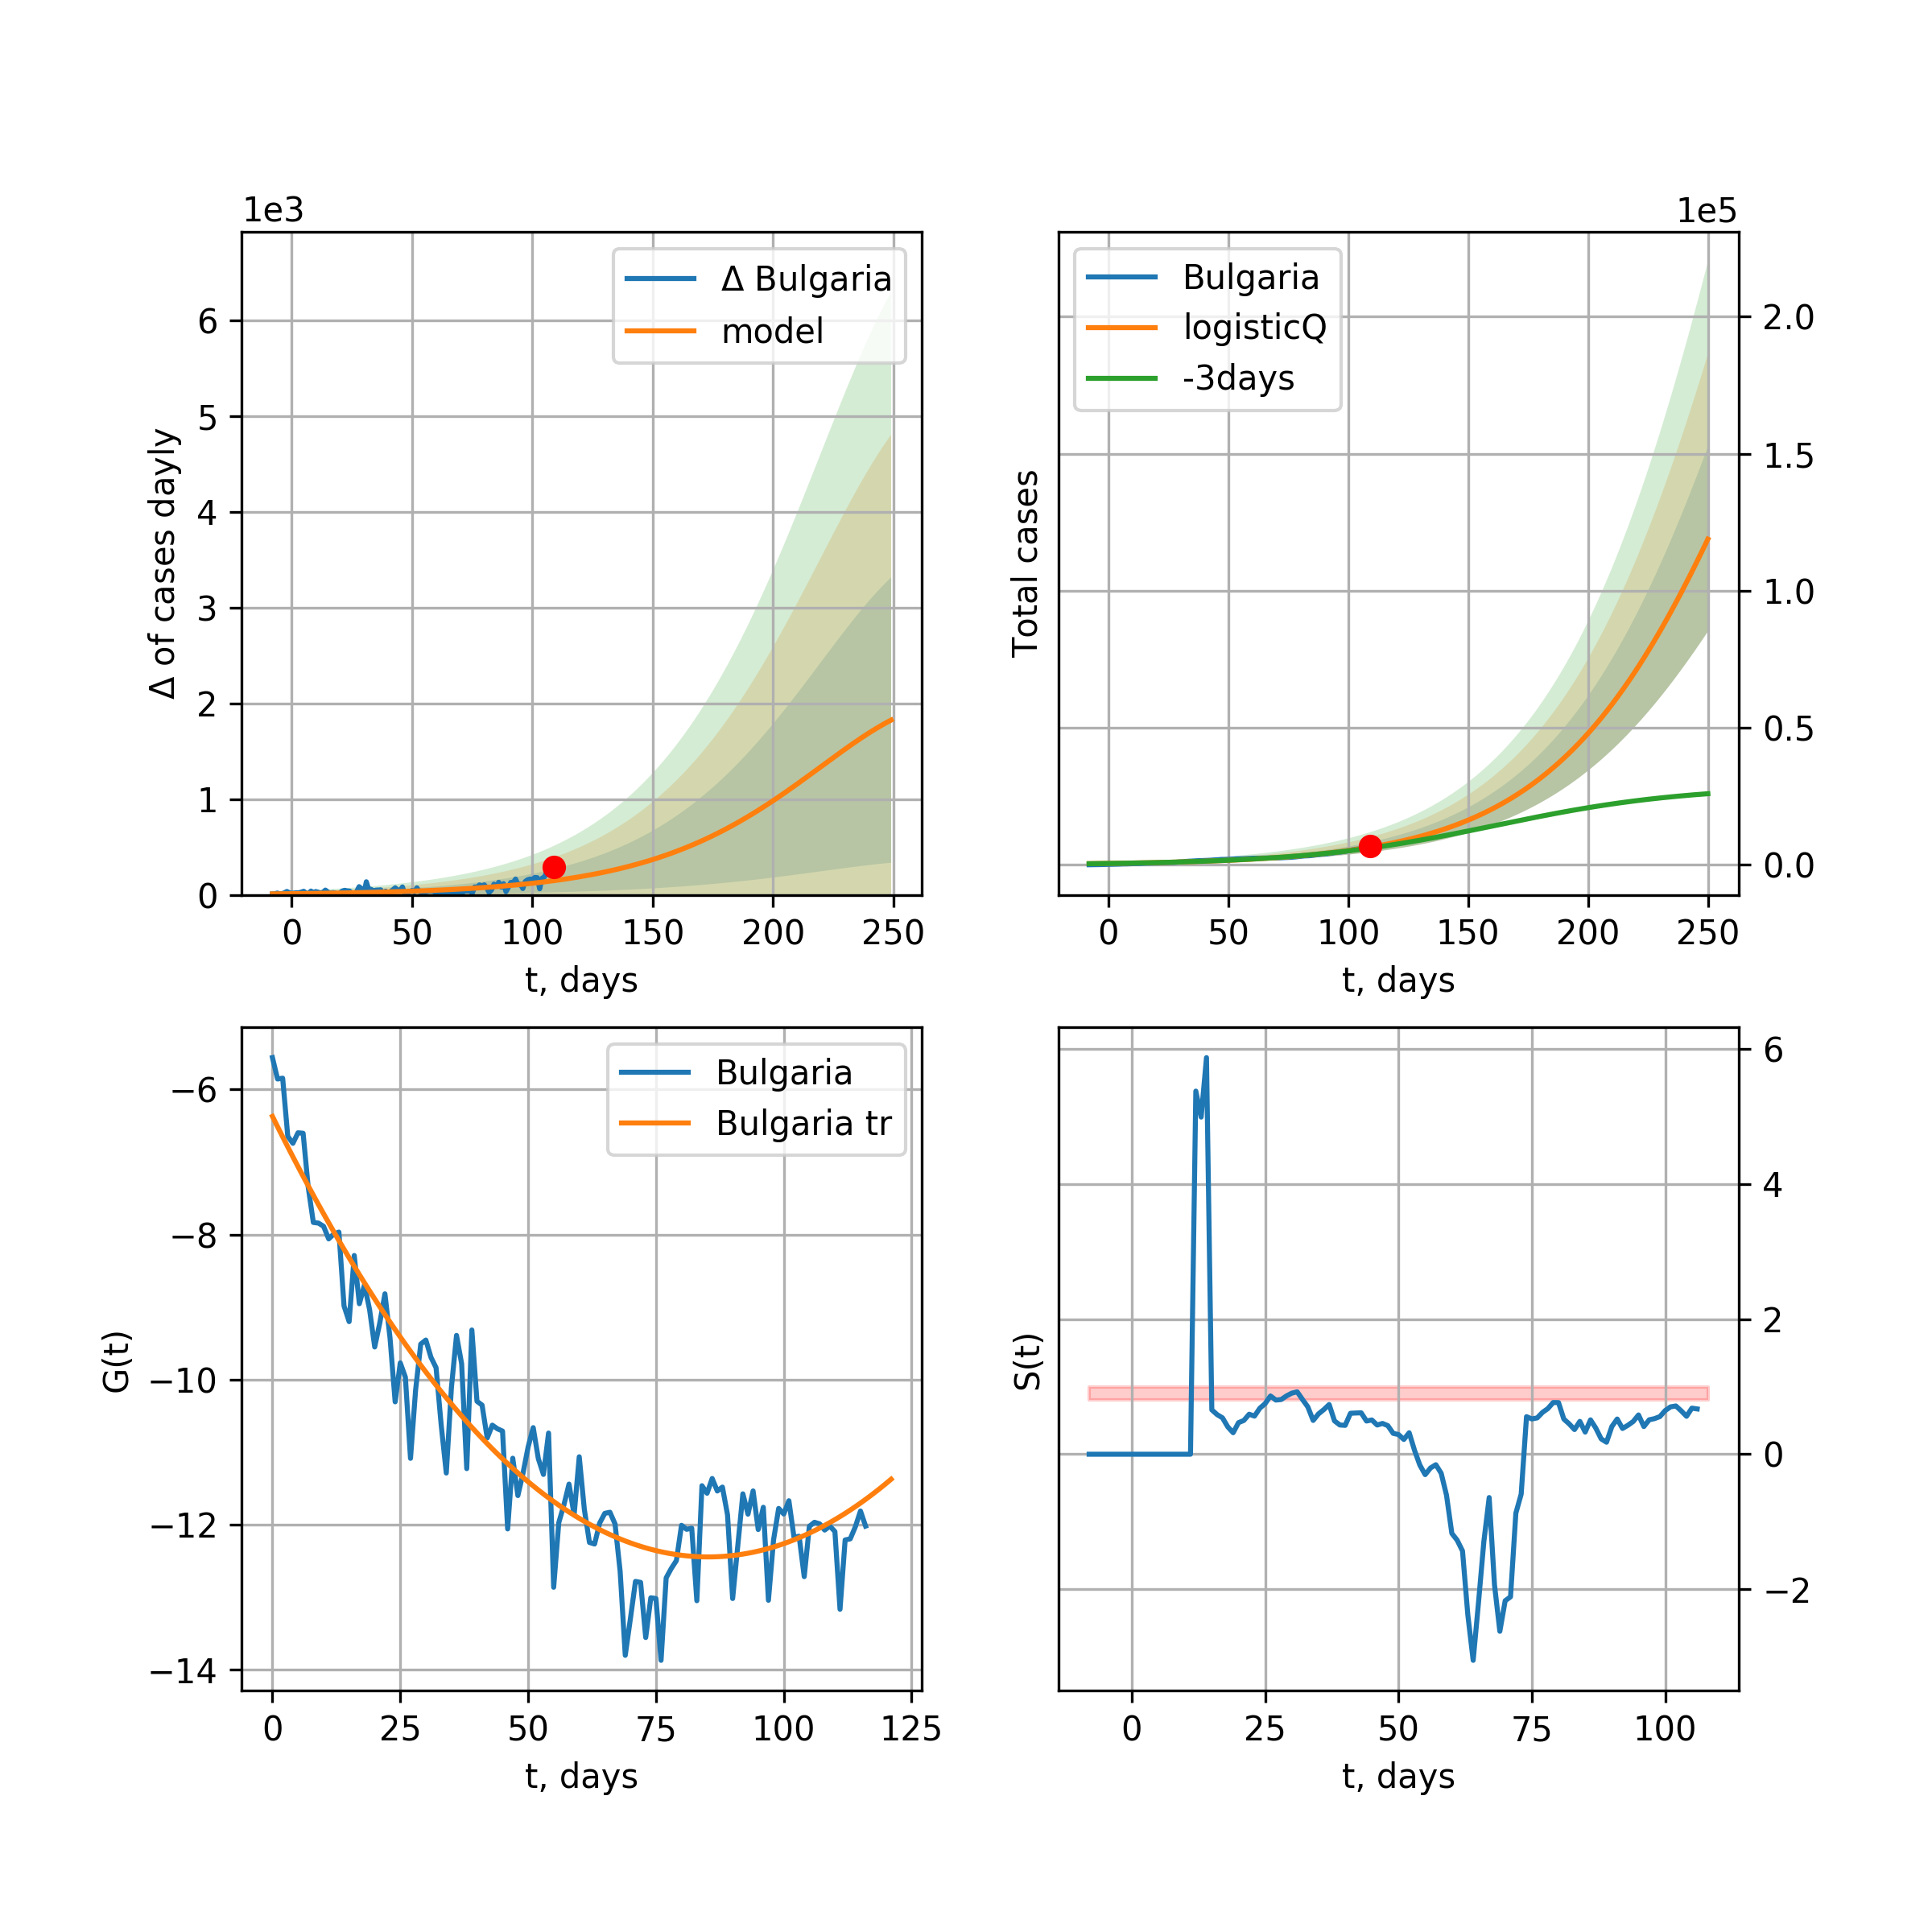 1e3
Δ Bulgaria
model
6
5
4
3
2
1
0
Δ of cases dayly
0 50 100 150 200 250
t, days
1e5
Bulgaria
logisticQ
-3days
2.0
1.5
1.0
0.5
0.0
Total cases
0 50 100 150 200 250
t, days
Bulgaria
Bulgaria tr
−6
−8
−10
−12
−14
G(t)
0 25 50 75 100 125
t, days
6
4
2
0
−2
S(t)
0 25 50 75 100
t, days